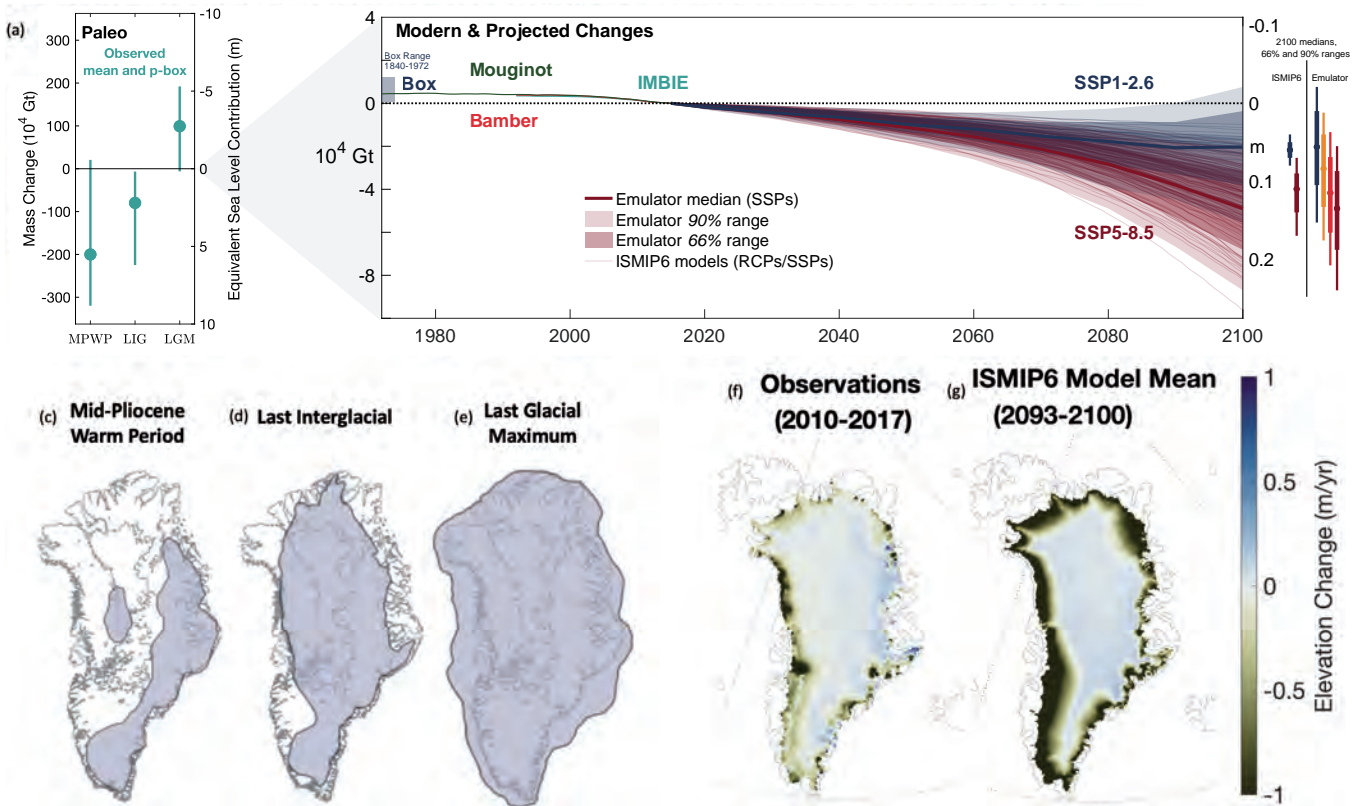 (a)
Paleo
Observed
mean and p-box
Mass Change (10^4 Gt)
300
200
100
0
-100
-200
-300
MPWP
LIG
LGM
-10
-5
0
5
10
Equivalent Sea Level Contribution (m)
Modern & Projected Changes
4
0
10^4 Gt
-4
-8
Box Range
1840-1972
Box
Mouginot
IMBIE
Bamber
SSP1-2.6
SSP5-8.5
Emulator median (SSPs)
Emulator 90% range
Emulator 66% range
ISMIP6 models (RCPs/SSPs)
1980
2000
2020
2040
2060
2080
2100
-0.1
0
m
0.1
0.2
2100 medians,
66% and 90% ranges
ISMIP6
Emulator
(c) Mid-Pliocene
Warm Period
(d) Last Interglacial
(e) Last Glacial
Maximum
(f) Observations
(2010-2017)
(g) ISMIP6 Model Mean
(2093-2100)
1
0.5
0
-0.5
-1
Elevation Change (m/yr)